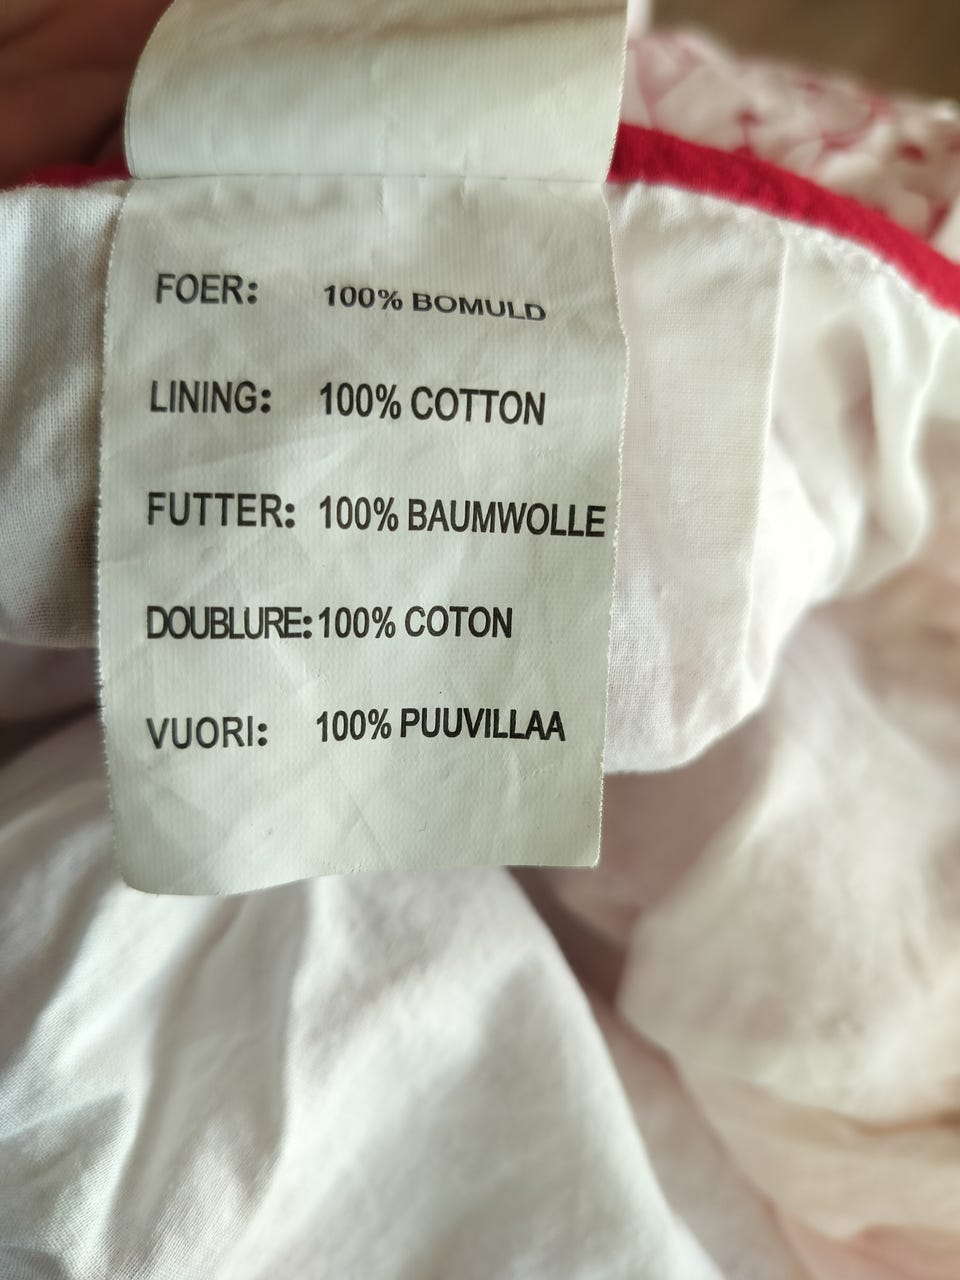 FOER: 100% BOMULD
LINING: 100% COTTON
FUTTER: 100% BAUMWOLLE
DOUBLURE: 100% COTON
VUORI: 100% PUUVILLAA